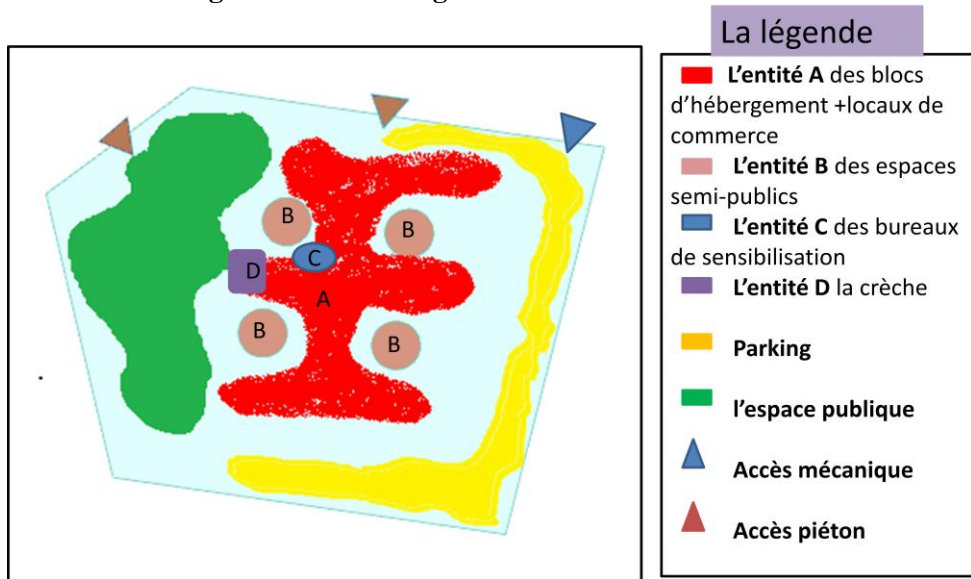 La légende
L'entité A des blocs
d'hébergement +locaux de
commerce
L'entité B des espaces
semi-publics
L'entité C des bureaux
de sensibilisation
L'entité D la crèche
Parking
l'espace publique
Accès mécanique
Accès piéton
B
B
C
D
A
B
B